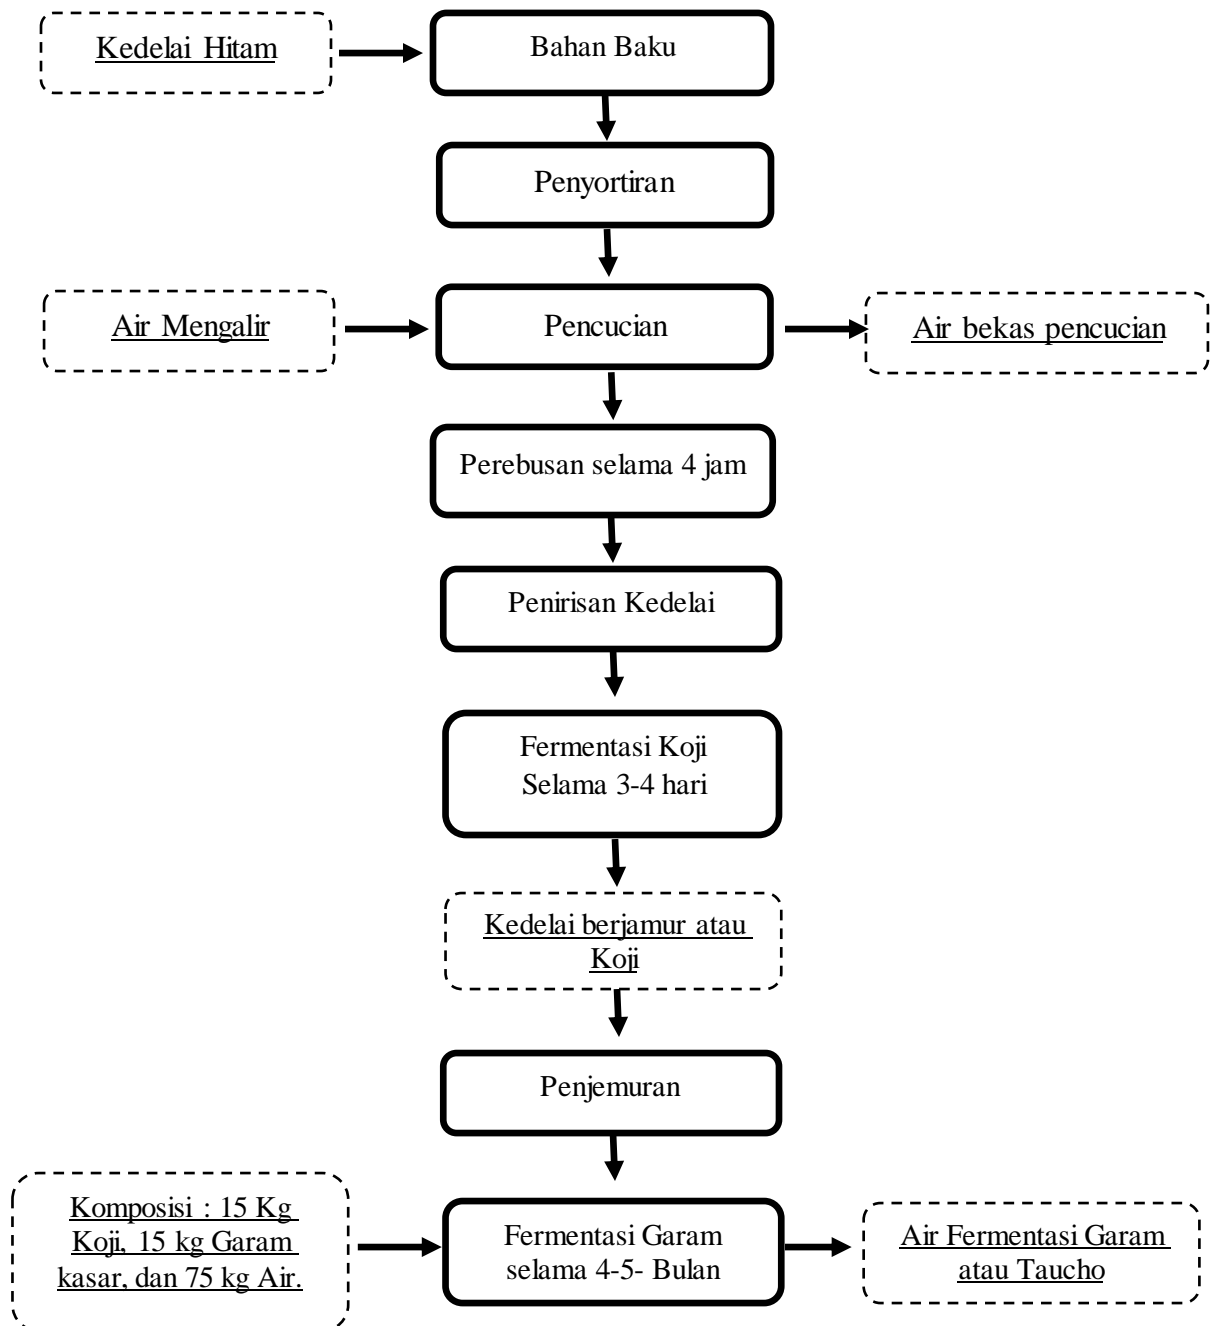 Kedelai Hitam
Bahan Baku
Penyortiran
Air Mengalir
Pencucian
Air bekas pencucian
Perebusan selama 4 jam
Penirisan Kedelai
Fermentasi Koji
Selama 3-4 hari
Kedelai berjamur atau
Koji
Penjemuran
Komposisi : 15 Kg
Koji, 15 kg Garam
kasar, dan 75 kg Air.
Fermentasi Garam
selama 4-5- Bulan
Air Fermentasi Garam
atau Taucho